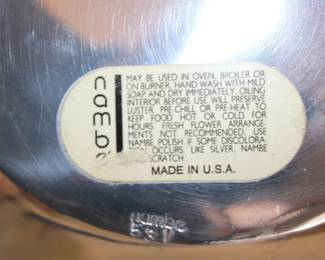 nambe
MAY BE USED IN OVEN, BROILER OR
ON BURNER, HAND WASH WITH MILD
SOAP AND DRY IMMEDIATELY. OILING
INTERIOR BEFORE USE WILL PRESERVE
LUSTER. PRE-CHILL OR PRE-HEAT TO
KEEP FOOD HOT OR COLD FOR
HOURS. FRESH FLOWER ARRANGE-
MENTS NOT RECOMMENDED. USE
NAMBE POLISH IF SOME DISCOLORA-
OCCURS. LIKE SILVER, NAMBE
SCRATCH.
MADE IN U.S.A.
nambe